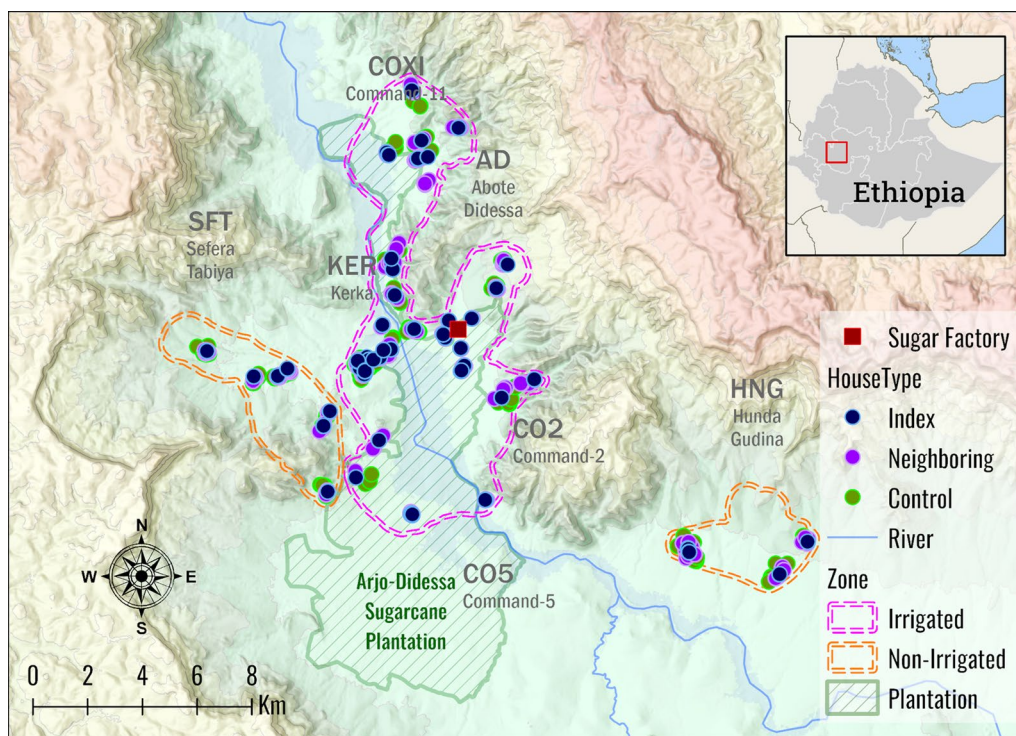 COXI
Command-11
AD
Abote
Didessa
SFT
Sefera
Tabiya
KER
Kerka
Ethiopia
HNG
Hunda
Gudina
CO2
Command-2
CO5
Command-5
Arjo-Didessa
Sugarcane
Plantation
N
W
E
S
0 2 4 6 8
Km
Sugar Factory
HouseType
Index
Neighboring
Control
River
Zone
Irrigated
Non-Irrigated
Plantation